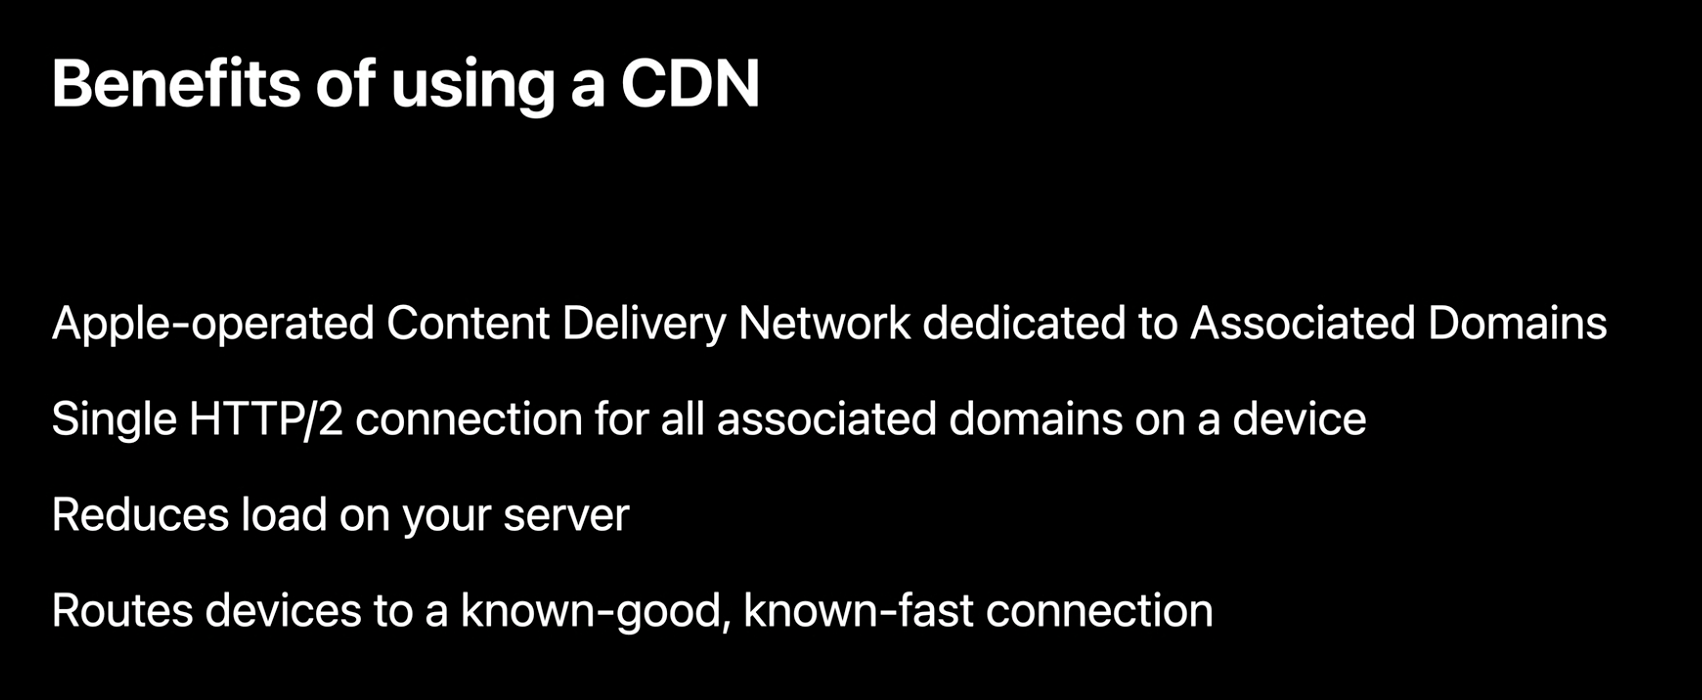 Benefits of using a CDN
Apple-operated Content Delivery Network dedicated to Associated Domains
Single HTTP/2 connection for all associated domains on a device
Reduces load on your server
Routes devices to a known-good, known-fast connection